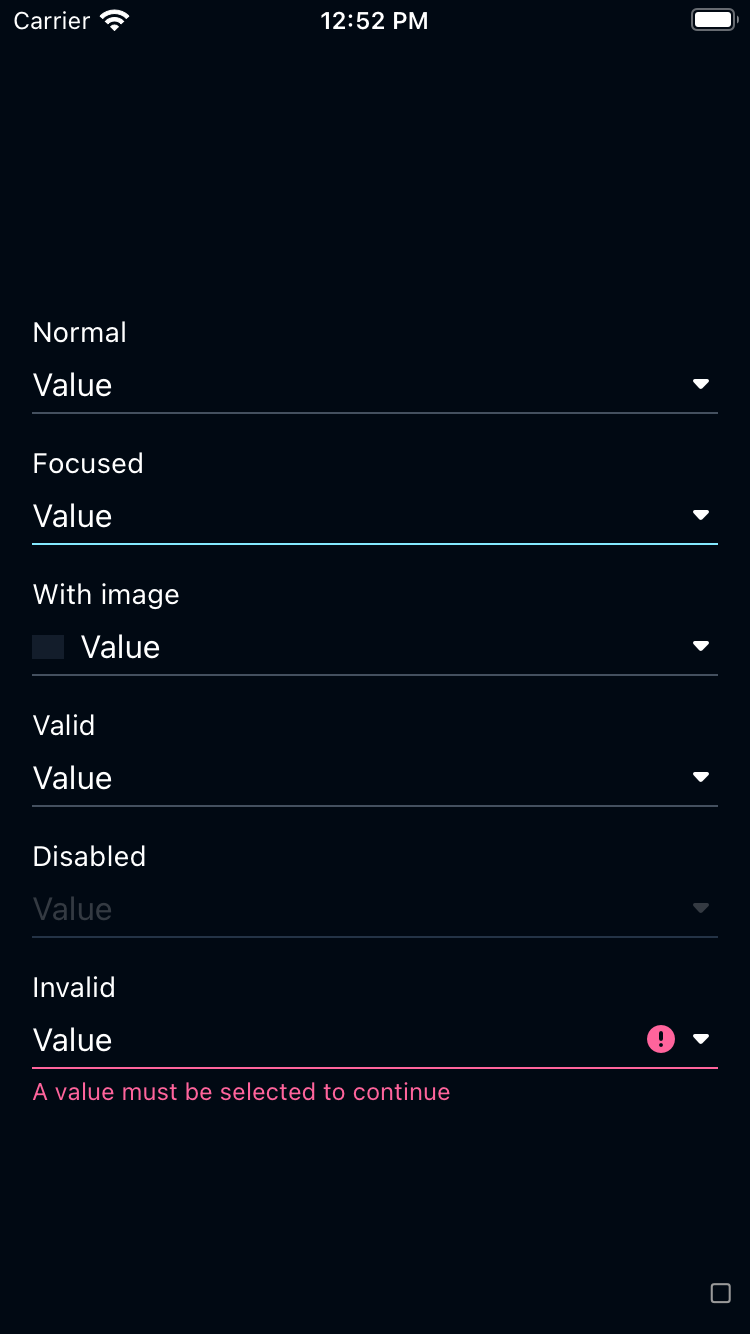 Carrier 12:52 PM
Normal
Value
Focused
Value
With image
Value
Valid
Value
Disabled
Value
Invalid
Value
A value must be selected to continue